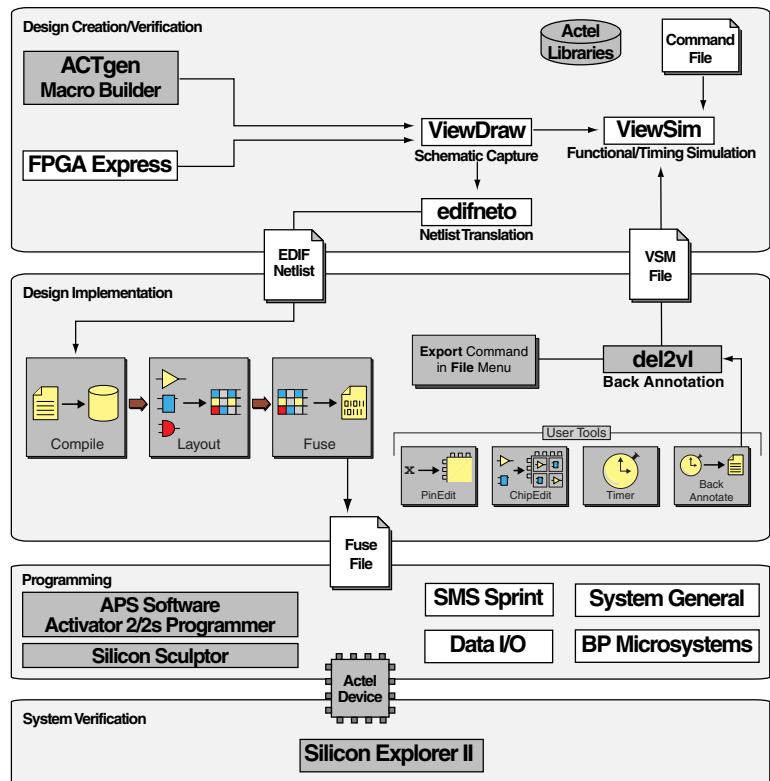 Design Creation/Verification
ACTgen
Macro Builder
Actel
Libraries
Command
File
ViewDraw
Schematic Capture
ViewSim
Functional/Timing Simulation
FPGA Express
edifneto
Netlist Translation
EDIF
Netlist
VSM
File
Design Implementation
Export Command
in File Menu
del2vl
Back Annotation
Compile
Layout
01011
10111
Fuse
User Tools
X
PinEdit
ChipEdit
Timer
Back
Annotate
Fuse
File
Programming
APS Software
Activator 2/2s Programmer
Silicon Sculptor
SMS Sprint
System General
Data I/O
BP Microsystems
Actel
Device
System Verification
Silicon Explorer II